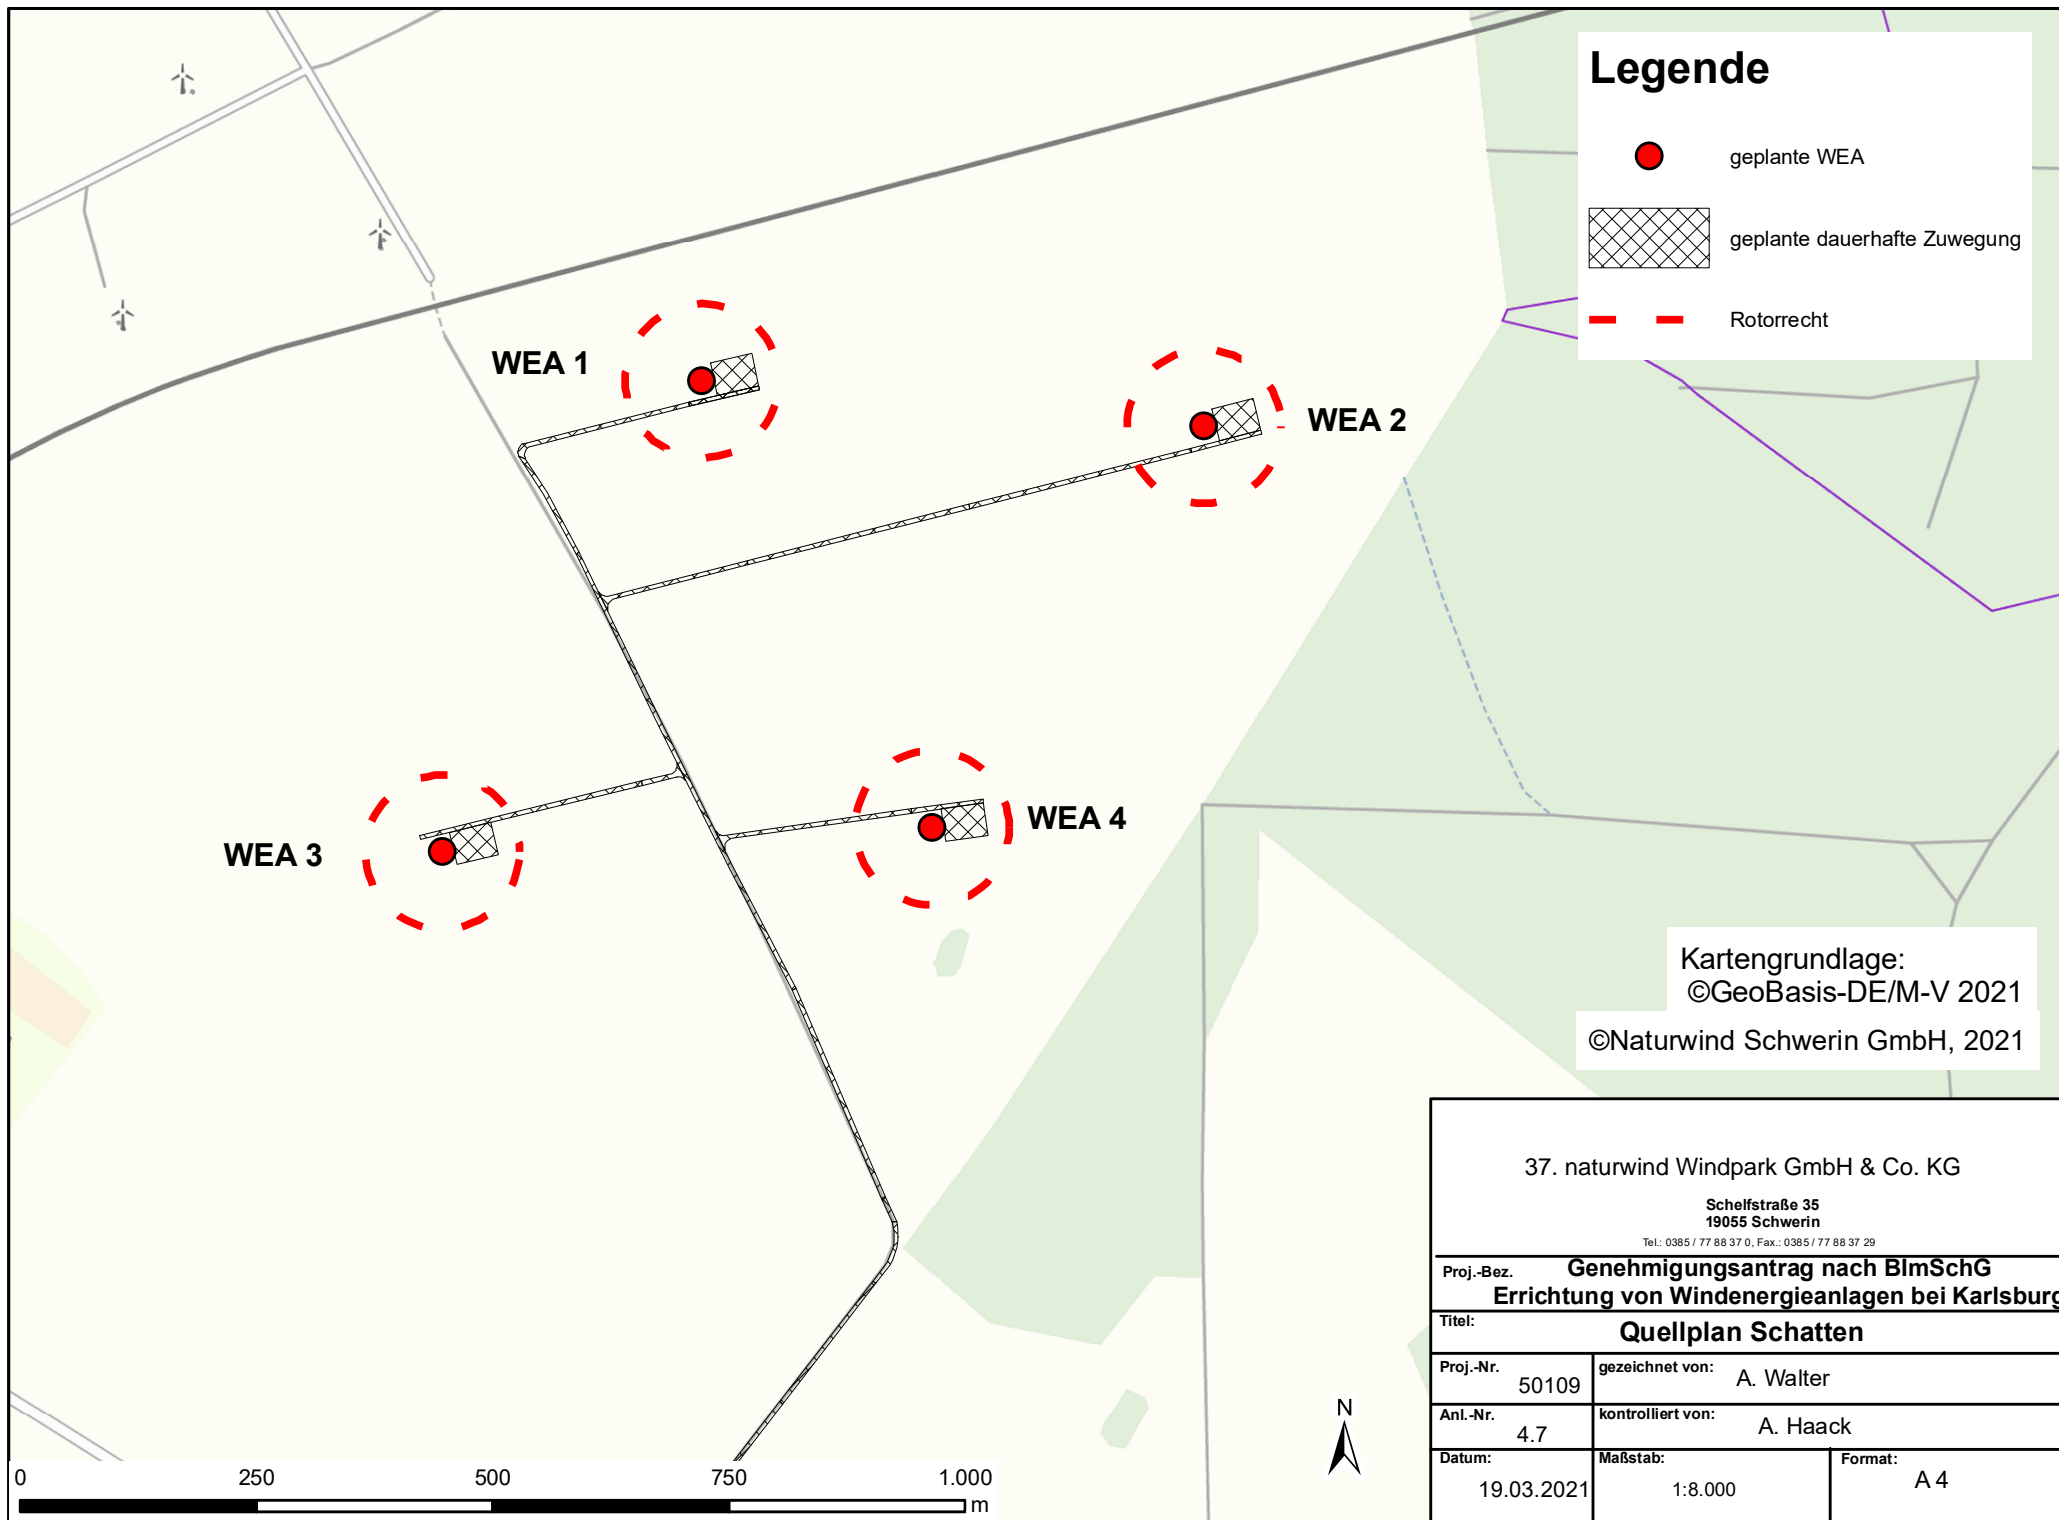 Legende
geplante WEA
geplante dauerhafte Zuwegung
Rotorrecht
WEA 1
WEA 2
WEA 3
WEA 4
Kartengrundlage:
©GeoBasis-DE/M-V 2021
©Naturwind Schwerin GmbH, 2021
37. naturwind Windpark GmbH & Co. KG
Schelfstraße 35
19055 Schwerin
Tel.: 0385 / 77 88 37 0, Fax.: 0385 / 77 88 37 29
Proj.-Bez. Genehmigungsantrag nach BImSchG
Errichtung von Windenergieanlagen bei Karlsburg
Titel: Quellplan Schatten
Proj.-Nr. 50109 gezeichnet von: A. Walter
Anl.-Nr. 4.7 kontrolliert von: A. Haack
Datum: 19.03.2021 Maßstab: 1:8.000 Format: A 4
N
0 250 500 750 1.000
m